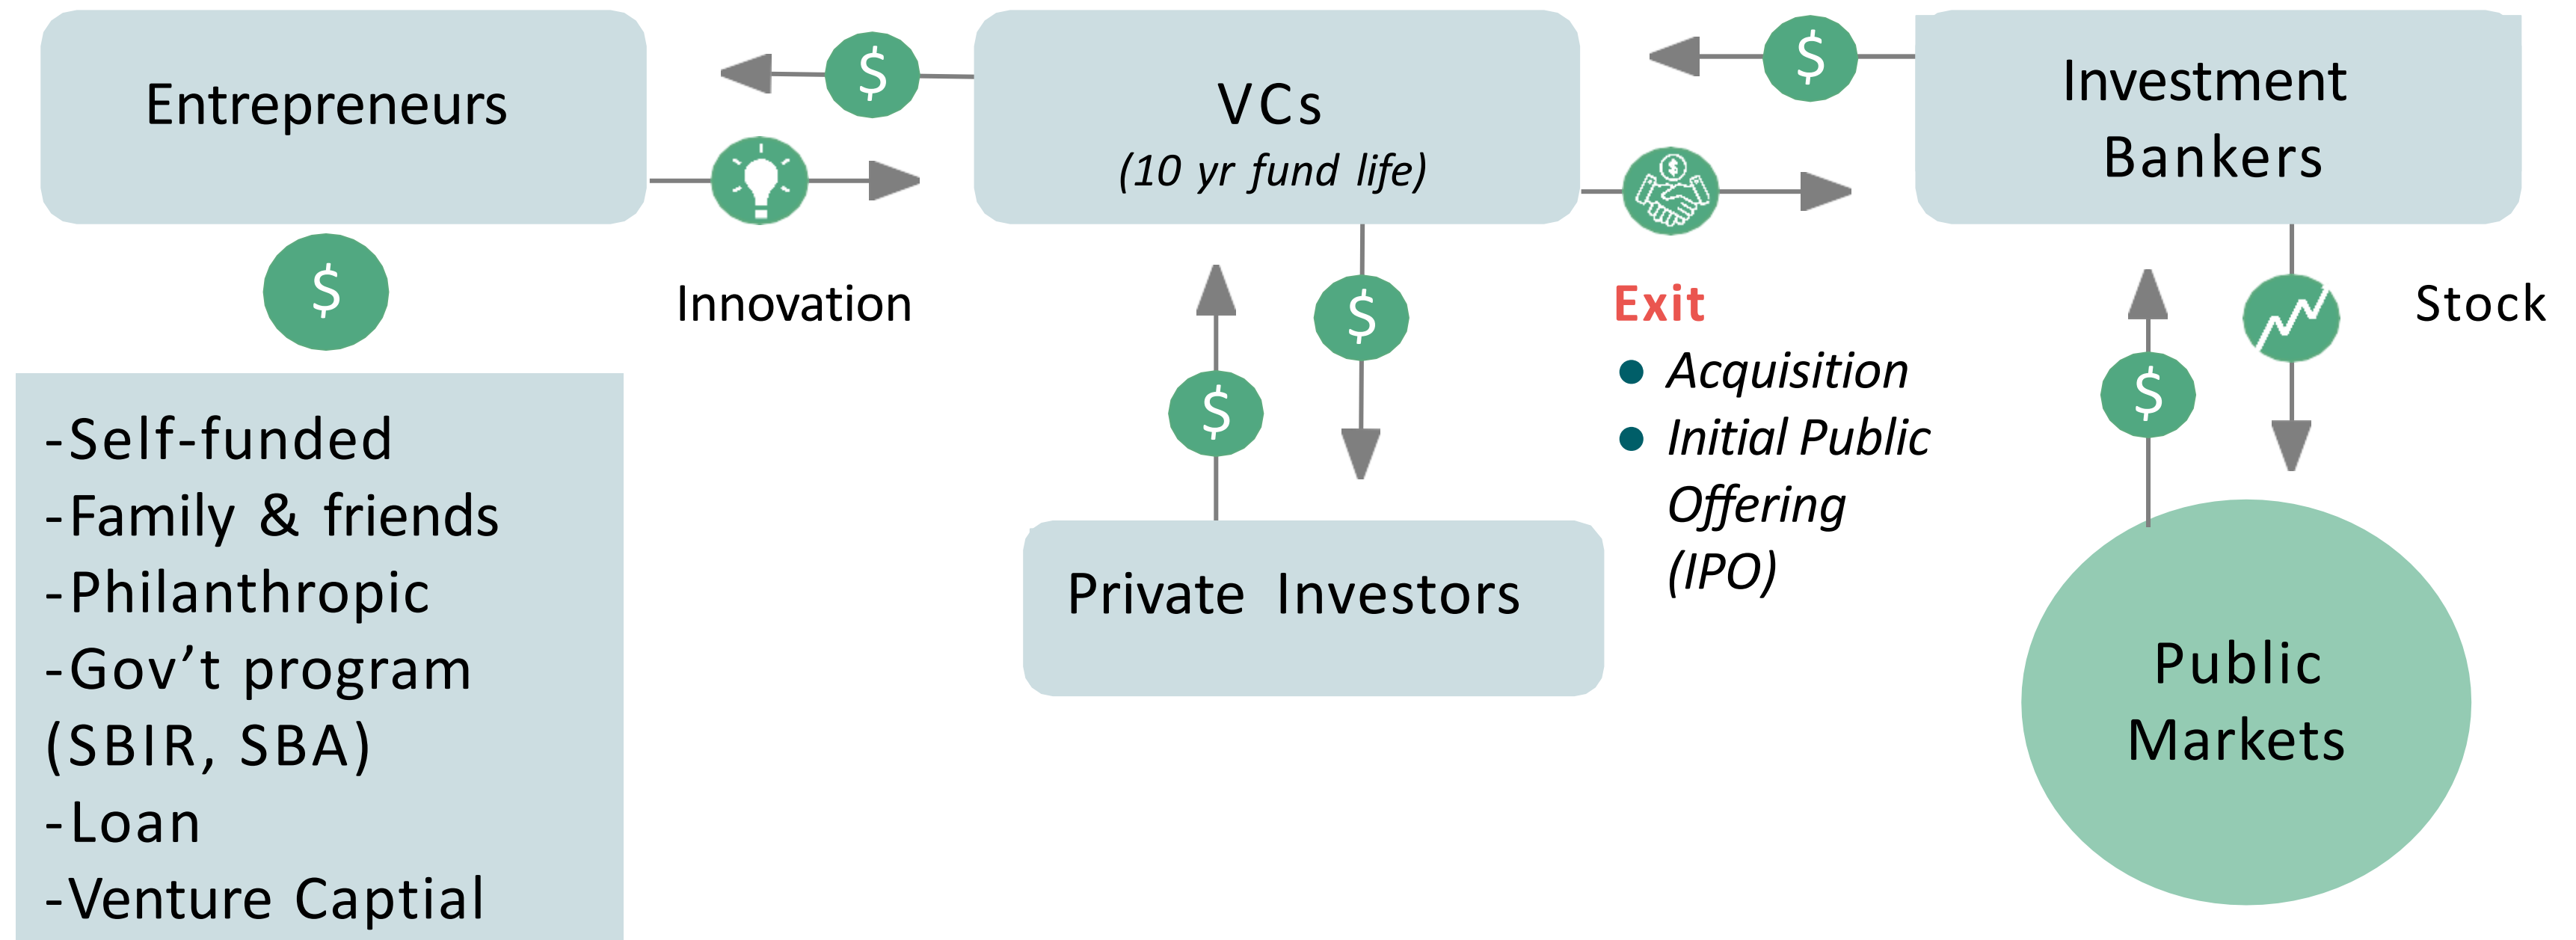 Entrepreneurs
$
VCs
(10 yr fund life)
$
Investment
Bankers
$
Innovation
$
$
Exit
Acquisition
Initial Public
Offering
(IPO)
$
Stock
-Self-funded
-Family & friends
-Philanthropic
-Gov’t program
(SBIR, SBA)
-Loan
-Venture Captial
Private Investors
$
Public
Markets